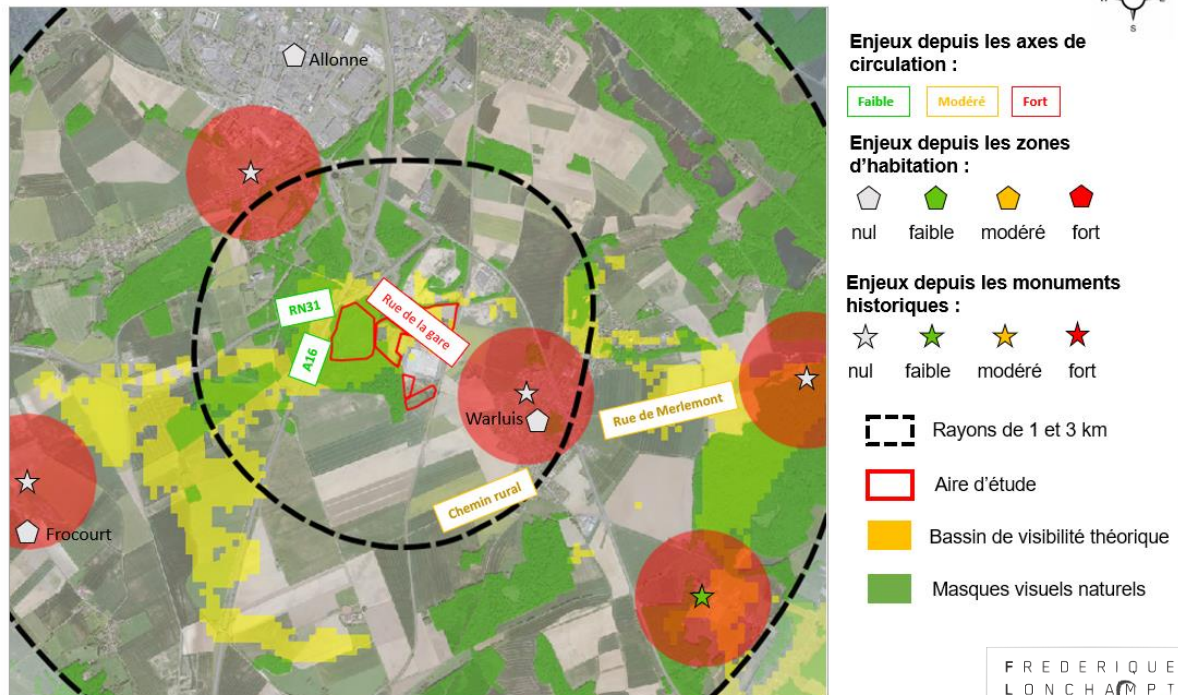 Allonne
RN31
A16
Rue de la gare
Warluis
Rue de Merlemont
Chemin rural
Frocourt
S
Enjeux depuis les axes de
circulation :
Faible Modéré Fort
Enjeux depuis les zones
d'habitation :
nul faible modéré fort
Enjeux depuis les monuments
historiques :
nul faible modéré fort
Rayons de 1 et 3 km
Aire d'étude
Bassin de visibilité théorique
Masques visuels naturels
FREDERIQUE
LONCHAMPT